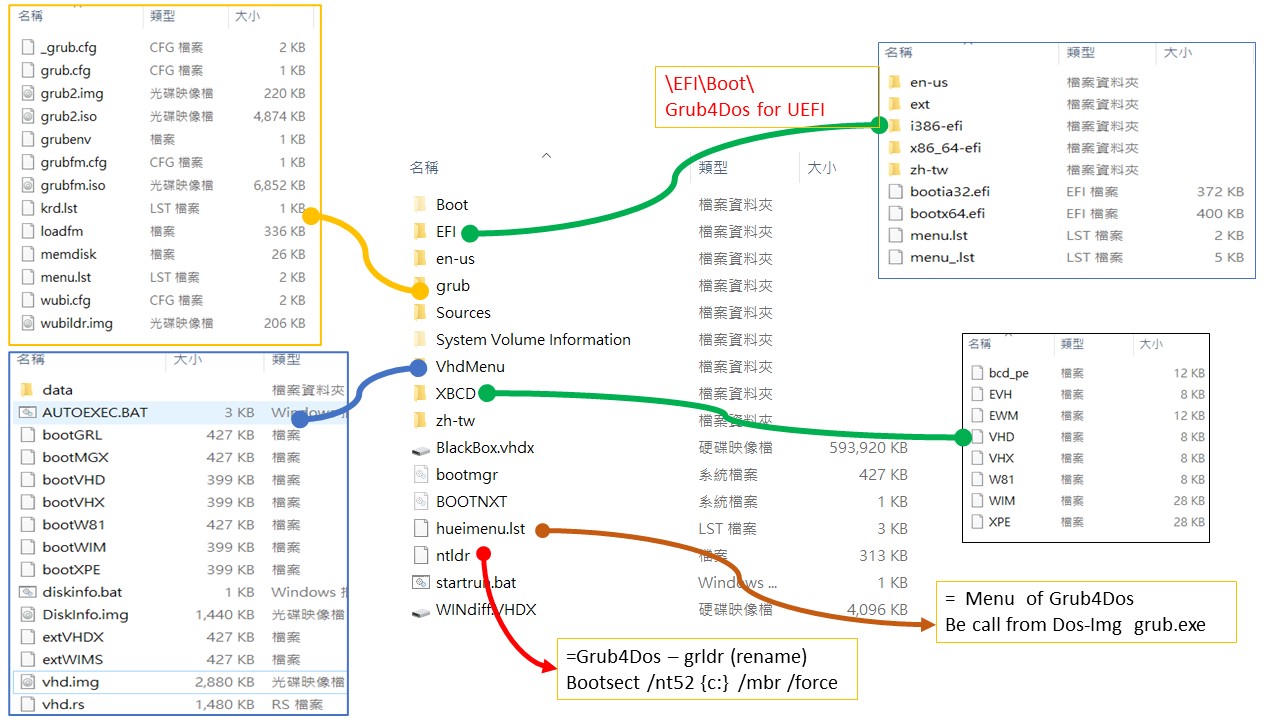 名稱 類型 大小
_grub.cfg CFG 檔案 2 KB
grub.cfg CFG 檔案 1 KB
grub2.img 光碟映像檔 220 KB
grub2.iso 光碟映像檔 4,874 KB
grubenv 檔案 1 KB
grubfm.cfg CFG 檔案 1 KB
grubfm.iso 光碟映像檔 6,852 KB
krd.lst LST 檔案 1 KB
loadfm 檔案 336 KB
memdisk 檔案 26 KB
menu.lst LST 檔案 2 KB
wubi.cfg CFG 檔案 2 KB
wubildr.img 光碟映像檔 206 KB
名稱 大小 類型
data 檔案資料夾
AUTOEXEC.BAT 3 KB Windows
bootGRL 427 KB 檔案
bootMGX 427 KB 檔案
bootVHD 399 KB 檔案
bootVHX 399 KB 檔案
bootW81 427 KB 檔案
bootWIM 399 KB 檔案
bootXPE 399 KB 檔案
diskinfo.bat 1 KB Windows
DiskInfo.img 1,440 KB 光碟映像檔
extVHDX 427 KB 檔案
extWIMS 427 KB 檔案
vhd.img 2,880 KB 光碟映像檔
vhd.rs 1,480 KB RS 檔案
\EFI\Boot\
Grub4Dos for UEFI
名稱 類型 大小
Boot 檔案資料夾
EFI 檔案資料夾
en-us 檔案資料夾
grub 檔案資料夾
Sources 檔案資料夾
System Volume Information 檔案資料夾
VhdMenu 檔案資料夾
XBCD 檔案資料夾
zh-tw 檔案資料夾
BlackBox.vhdx 硬碟映像檔 593,920 KB
bootmgr 系統檔案 427 KB
BOOTNXT 系統檔案 1 KB
hueimenu.lst LST 檔案 3 KB
ntldr 檔案 313 KB
startrun.bat Windows ... 1 KB
WINdiff.VHDX 硬碟映像檔 4,096 KB
=Grub4Dos – grldr (rename)
Bootsect /nt52 {c:} /mbr /force
名稱 類型 大小
en-us 檔案資料夾
ext 檔案資料夾
i386-efi 檔案資料夾
x86_64-efi 檔案資料夾
zh-tw 檔案資料夾
bootia32.efi EFI 檔案 372 KB
bootx64.efi EFI 檔案 400 KB
menu.lst LST 檔案 2 KB
menu_.lst LST 檔案 5 KB
名稱 類型 大小
bcd_pe 檔案 12 KB
EVH 檔案 8 KB
EWM 檔案 12 KB
VHD 檔案 8 KB
VHX 檔案 8 KB
W81 檔案 8 KB
WIM 檔案 28 KB
XPE 檔案 28 KB
= Menu of Grub4Dos
Be call from Dos-Img grub.exe